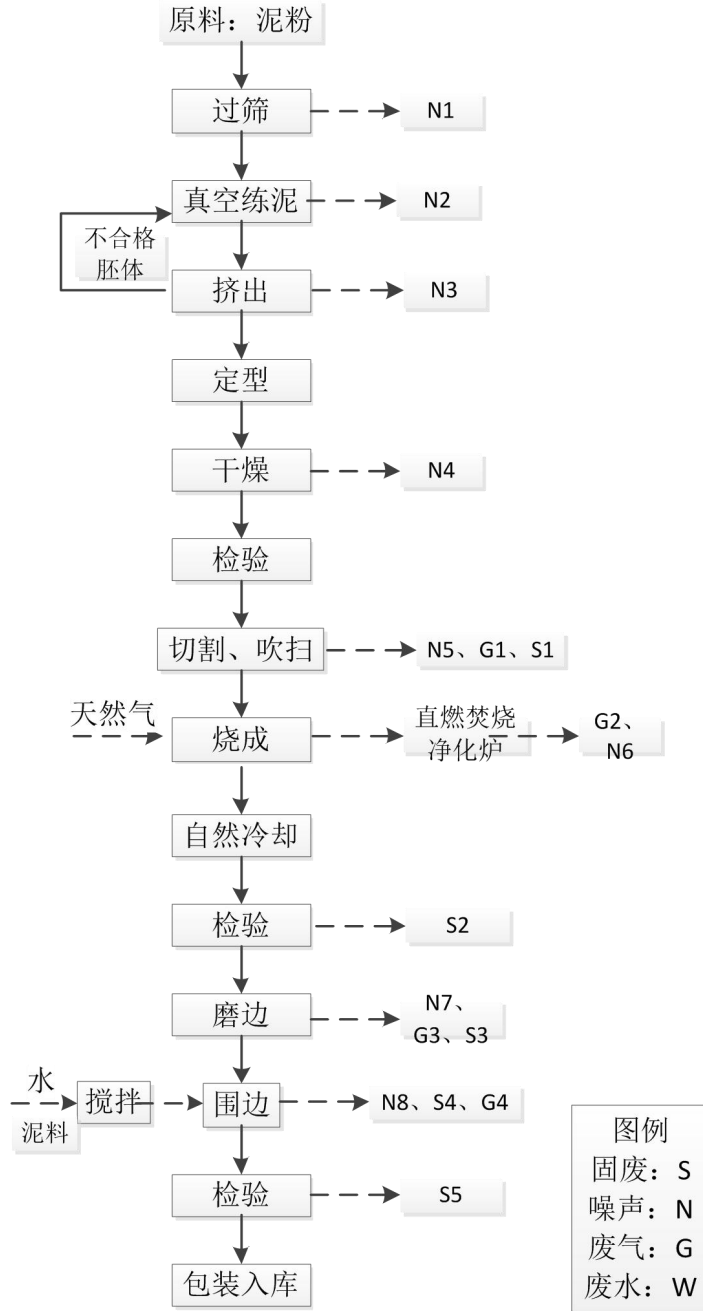 原料：泥粉
过筛
N1
真空练泥
N2
不合格
胚体
挤出
N3
定型
干燥
N4
检验
切割、吹扫
N5、G1、S1
天然气
烧成
直燃焚烧
净化炉
G2、
N6
自然冷却
检验
S2
磨边
N7、
G3、S3
水
泥料
搅拌
围边
N8、S4、G4
检验
S5
包装入库
图例
固废：S
噪声：N
废气：G
废水：W